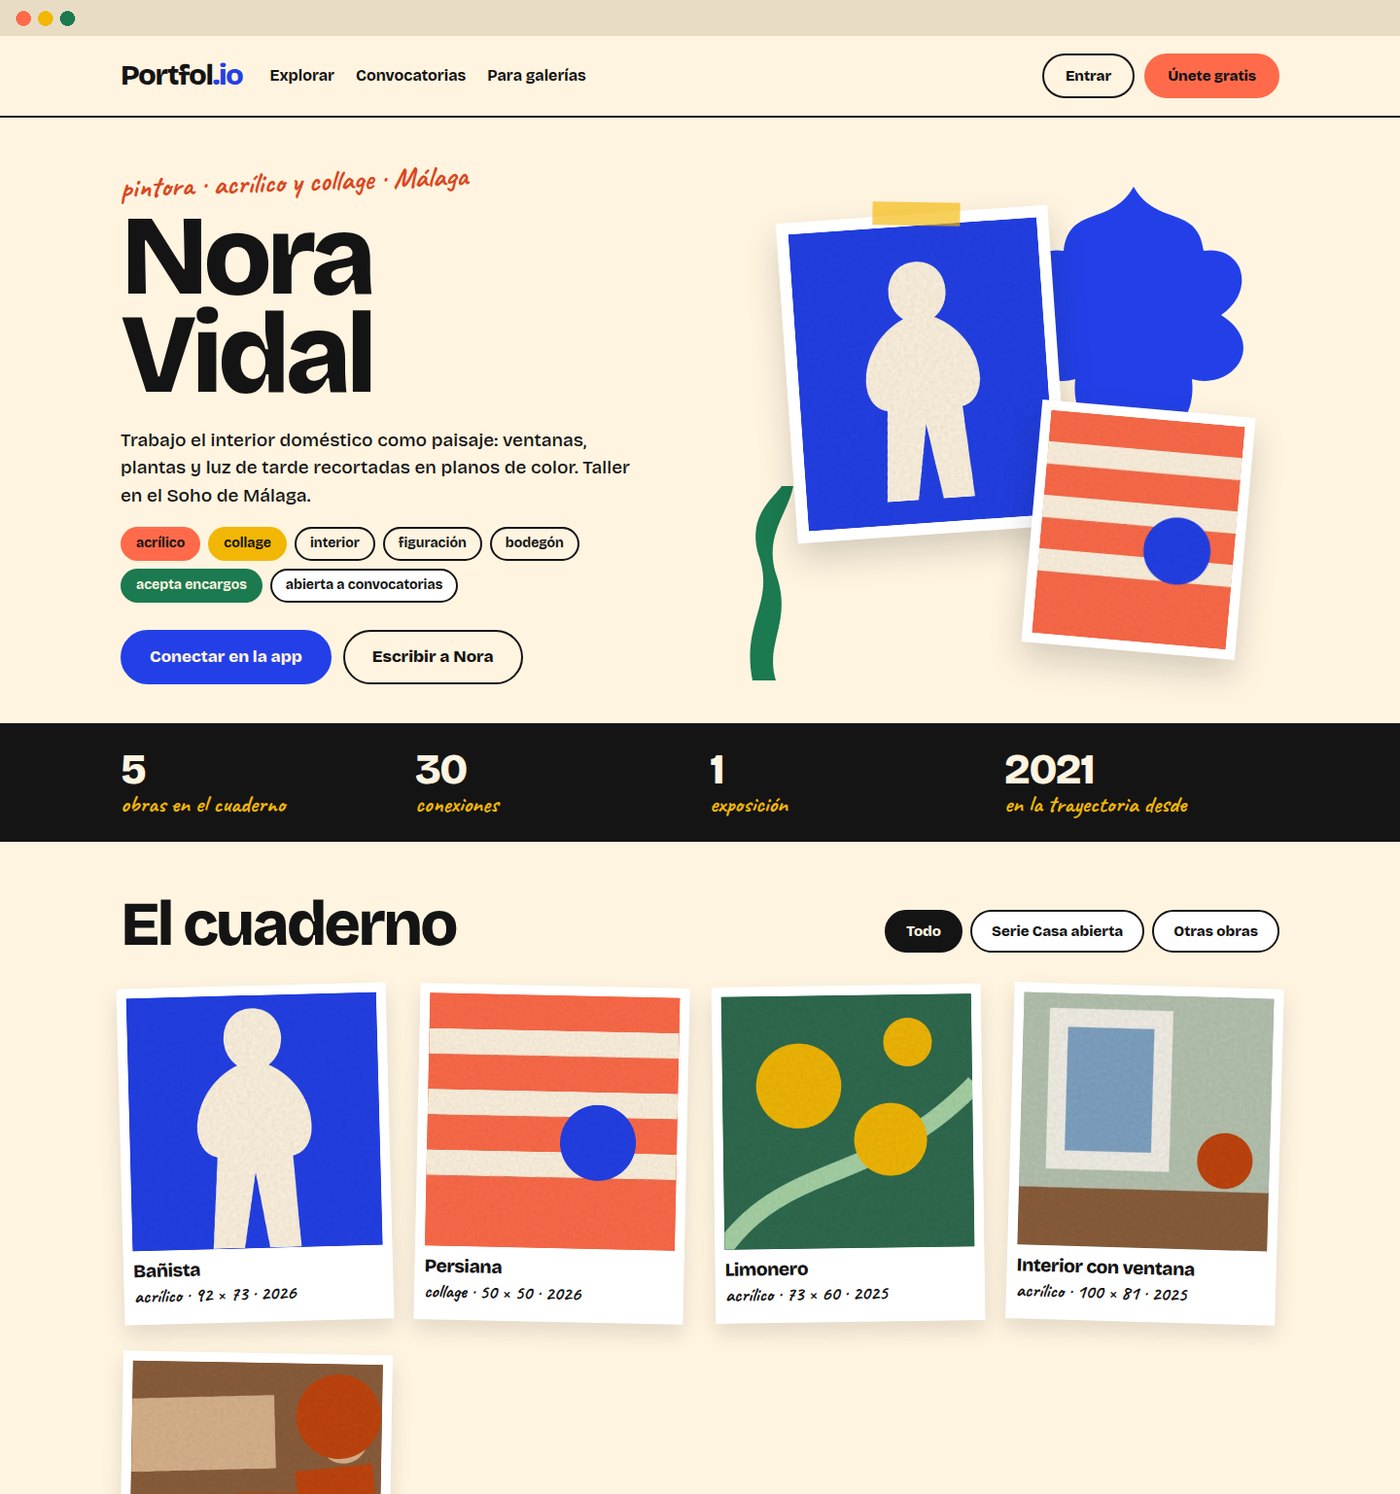 Portfol.io Explorar Convocatorias Para galerías Entrar Únete gratis
pintora · acrílico y collage · Málaga
Nora
Vidal
Trabajo el interior doméstico como paisaje: ventanas,
plantas y luz de tarde recortadas en planos de color. Taller
en el Soho de Málaga.
acrílico collage interior figuración bodegón
acepta encargos abierta a convocatorias
Conectar en la app Escribir a Nora
5 30 1 2021
obras en el cuaderno conexiones exposición en la trayectoria desde
El cuaderno
Todo Serie Casa abierta Otras obras
Bañista
acrílico · 92 × 73 · 2026
Persiana
collage · 50 × 50 · 2026
Limonero
acrílico · 73 × 60 · 2025
Interior con ventana
acrílico · 100 × 81 · 2025